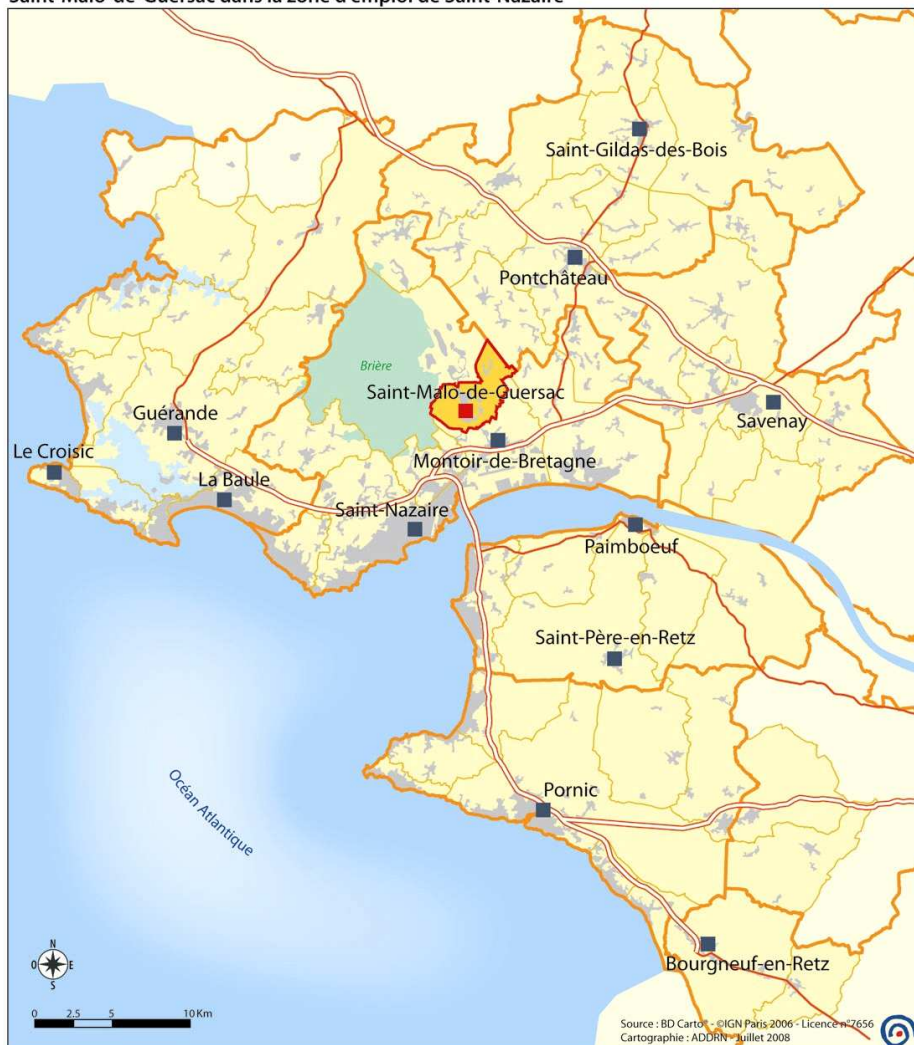 Saint-Malo-de-Guersac dans la zone d'emploi de Saint-Nazaire
Saint-Gildas-des-Bois
Pontchâteau
Brière
Saint-Malo-de-Guersac
Guérande
Savenay
Le Croisic
Montoir-de-Bretagne
La Baule
Saint-Nazaire
Paimboeuf
Saint-Père-en-Retz
Océan Atlantique
Pornic
Bourgneuf-en-Retz
N
O E
S
0 2.5 5 10 Km
Source : BD Carto® - ©IGN Paris 2006 - Licence n°7656
Cartographie : ADDRN - Juillet 2008